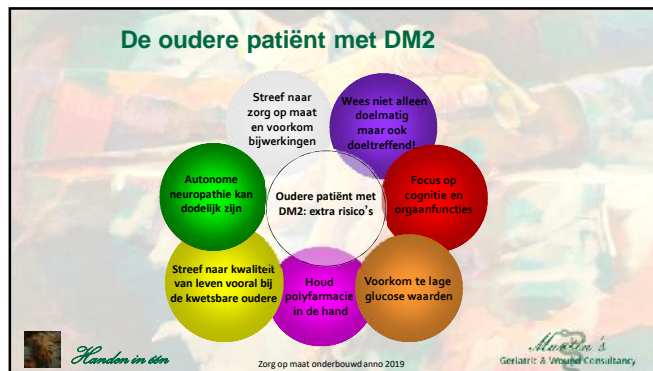 De oudere patiënt met DM2
Streef naar
zorg op maat
en voorkom
bijwerkingen
Wees niet alleen
doelmatig
maar ook
doeltreffend!
Autonome
neuropathie kan
dodelijk zijn
Oudere patiënt met
DM2: extra risico’s
Focus op
cognitie en
orgaanfuncties
Streef naar kwaliteit
van leven vooral bij
de kwetsbare oudere
Houd
polyfarmacie
in de hand
Voorkom te lage
glucose waarden
Handen in één
Zorg op maat onderbouwd anno 2019
Geriatric & Wound Consultancy